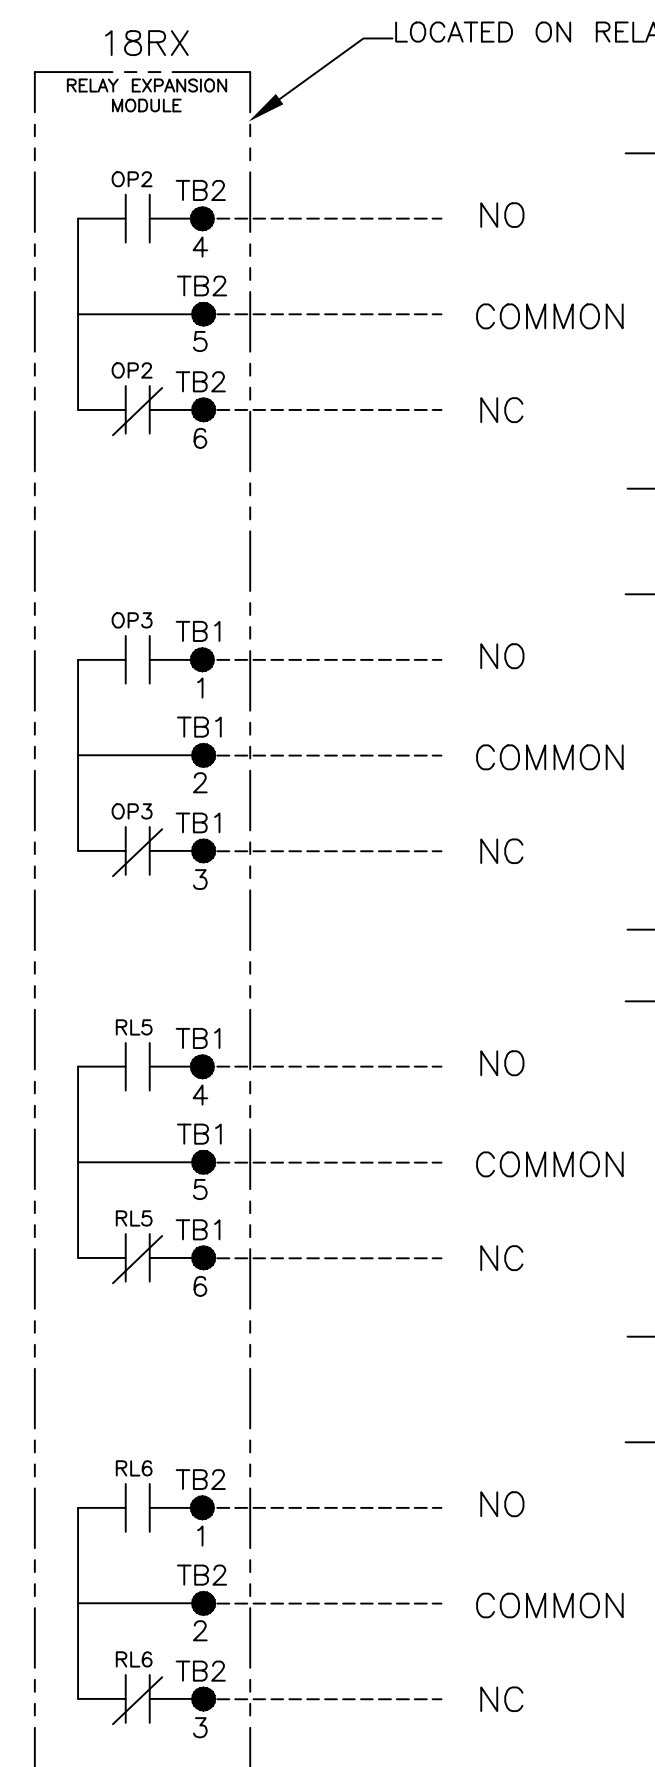 18RX
LOCATED ON
RELAY EXPANSION
MODULE
OP2
TB2
4
NO
TB2
5
COMMON
OP2
TB2
6
NC
OP3
TB1
1
NO
TB1
2
COMMON
OP3
TB1
3
NC
RL5
TB1
4
NO
TB1
5
COMMON
RL5
TB1
6
NC
RL6
TB2
1
NO
TB2
2
COMMON
RL6
TB2
3
NC